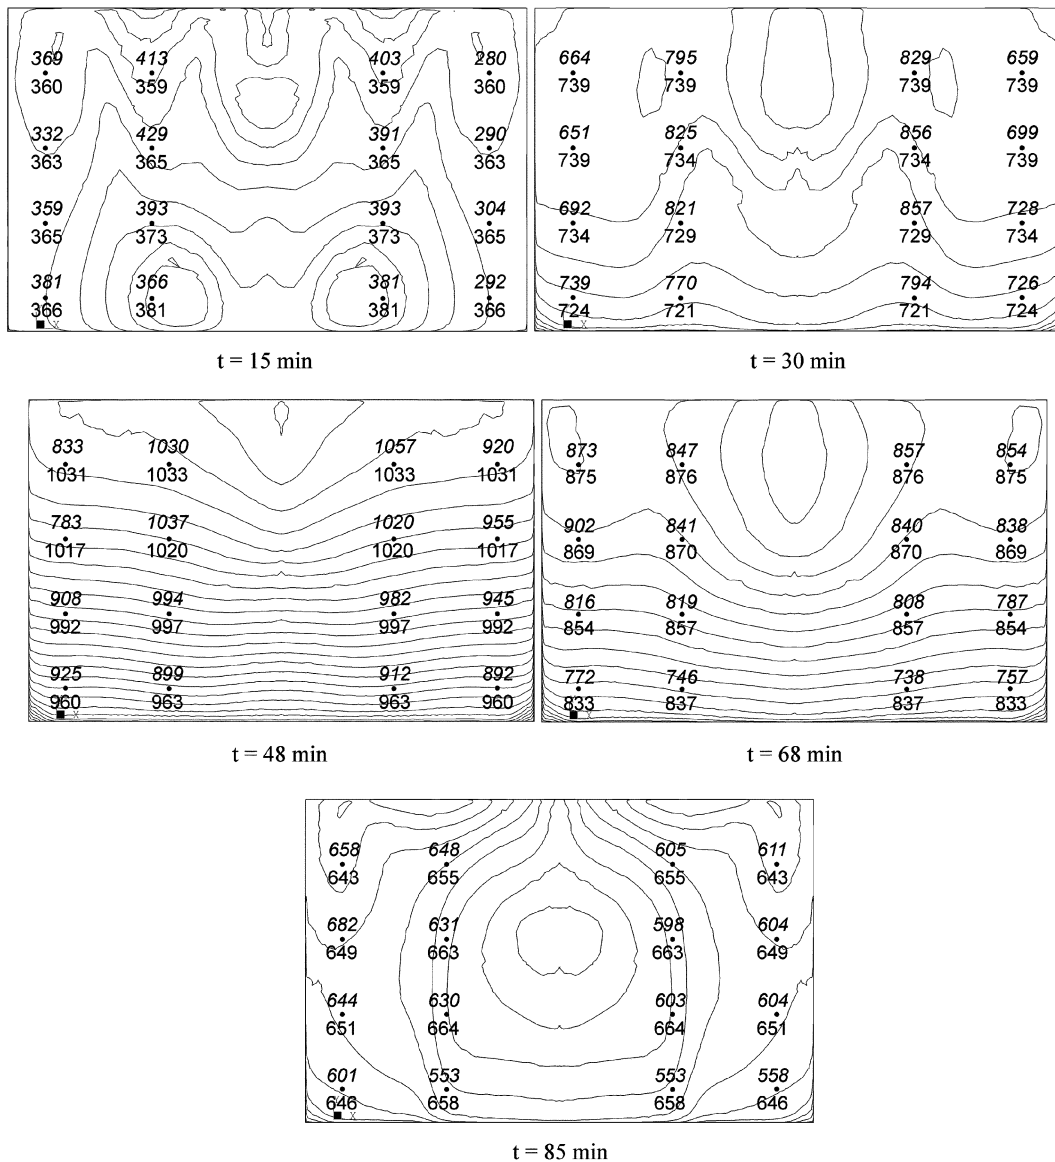 369 413 403 280
360 359 359 360
332 429 391 290
363 365 365 363
359 393 393 304
365 373 373 365
381 366 381 292
366 381 381 366
x
t = 15 min
664 795 829 659
739 739 739 739
651 825 856 699
739 734 734 739
692 821 857 728
734 729 729 734
739 770 794 726
724 721 721 724
x
t = 30 min
833 1030 1057 920
1031 1033 1033 1031
783 1037 1020 955
1017 1020 1020 1017
908 994 982 945
992 997 997 992
925 899 912 892
960 963 963 960
x
t = 48 min
873 847 857 854
875 876 876 875
902 841 840 838
869 870 870 869
816 819 808 787
854 857 857 854
772 746 738 757
833 837 837 833
x
t = 68 min
658 648 605 611
643 655 655 643
682 631 598 604
649 663 663 649
644 630 603 604
651 664 664 651
601 553 553 558
646 658 658 646
x
t = 85 min